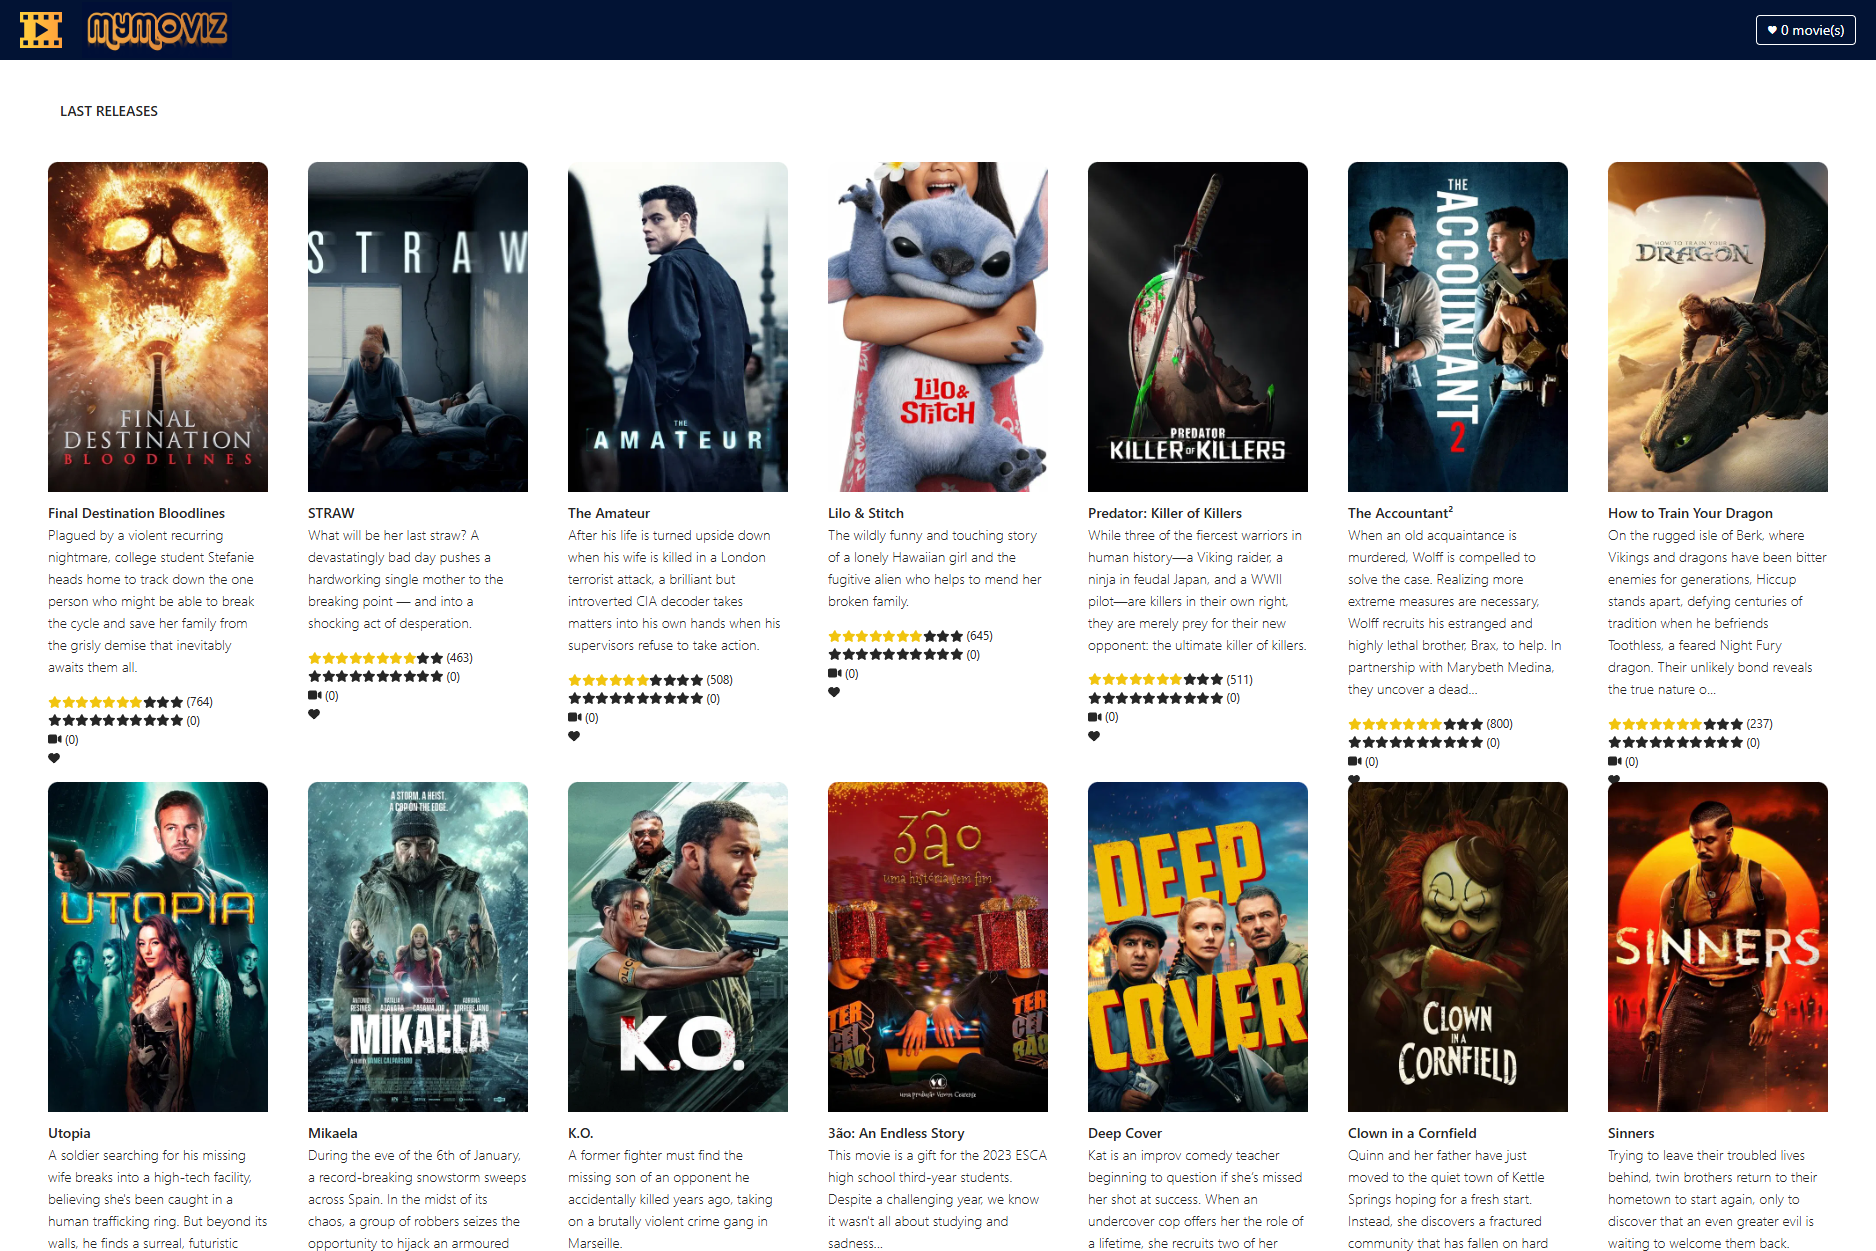 MYMOVIZ
0 movie(s)
LAST RELEASES
FINAL
DESTINATION
BLOODLINES
STRAW
THE
AMATEUR
LiLO &
STiTCH
PREDATOR
KILLER OF KILLERS
THE
ACCOUNTANT
2
HOW TO TRAIN YOUR
DRAGON
Final Destination Bloodlines
Plagued by a violent recurring
nightmare, college student Stefanie
heads home to track down the one
person who might be able to break
the cycle and save her family from
the grisly demise that inevitably
awaits them all.
(764)
(0)
(0)
STRAW
What will be her last straw? A
devastatingly bad day pushes a
hardworking single mother to the
breaking point — and into a
shocking act of desperation.
(463)
(0)
(0)
The Amateur
After his life is turned upside down
when his wife is killed in a London
terrorist attack, a brilliant but
introverted CIA decoder takes
matters into his own hands when his
supervisors refuse to take action.
(508)
(0)
(0)
Lilo & Stitch
The wildly funny and touching story
of a lonely Hawaiian girl and the
fugitive alien who helps to mend her
broken family.
(645)
(0)
(0)
Predator: Killer of Killers
While three of the fiercest warriors in
human history—a Viking raider, a
ninja in feudal Japan, and a WWII
pilot—are killers in their own right,
they are merely prey for their new
opponent: the ultimate killer of killers.
(511)
(0)
(0)
The Accountant²
When an old acquaintance is
murdered, Wolff is compelled to
solve the case. Realizing more
extreme measures are necessary,
Wolff recruits his estranged and
highly lethal brother, Brax, to help. In
partnership with Marybeth Medina,
they uncover a dead...
(800)
(0)
(0)
How to Train Your Dragon
On the rugged isle of Berk, where
Vikings and dragons have been bitter
enemies for generations, Hiccup
stands apart, defying centuries of
tradition when he befriends
Toothless, a feared Night Fury
dragon. Their unlikely bond reveals
the true nature o...
(237)
(0)
(0)
UTOPIA
A STORM. A HEIST.
A COP ON THE EDGE.
ANTONIO RESINES
NATALIA AZAHARA
ROGER CASAMAJOR
ADRIANA TORREBEJANO
MIKAELA
DANIEL CALPARSORO
POLICE
K.O.
3ão
uma história sem fim
TER
CEI
RÃO
TER
CEI
RÃO
uma produção Vozon Cearense
DEEP
COVER
CLOWN
IN A
CORNFIELD
SINNERS
Utopia
A soldier searching for his missing
wife breaks into a high-tech facility,
believing she's been caught in a
human trafficking ring. But beyond its
walls, he finds a surreal, futuristic
Mikaela
During the eve of the 6th of January,
a record-breaking snowstorm sweeps
across Spain. In the midst of its
chaos, a group of robbers seizes the
opportunity to hijack an armoured
K.O.
A former fighter must find the
missing son of an opponent he
accidentally killed years ago, taking
on a brutally violent crime gang in
Marseille.
3ão: An Endless Story
This movie is a gift for the 2023 ESCA
high school third-year students.
Despite a challenging year, we know
it wasn't all about studying and
sadness...
Deep Cover
Kat is an improv comedy teacher
beginning to question if she's missed
her shot at success. When an
undercover cop offers her the role of
a lifetime, she recruits two of her
Clown in a Cornfield
Quinn and her father have just
moved to the quiet town of Kettle
Springs hoping for a fresh start.
Instead, she discovers a fractured
community that has fallen on hard
Sinners
Trying to leave their troubled lives
behind, twin brothers return to their
hometown to start again, only to
discover that an even greater evil is
waiting to welcome them back.